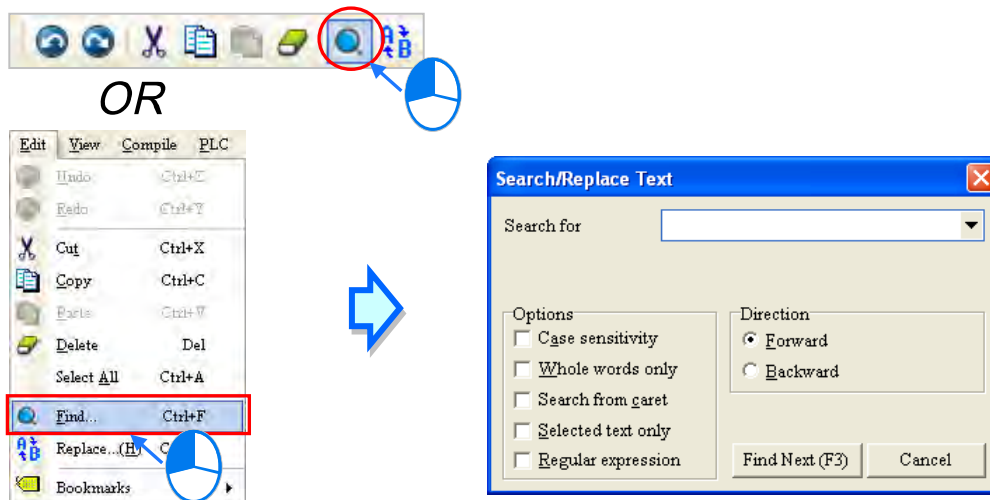 OR
Edit View Compile PLC
Undo Ctrl+Z
Redo Ctrl+Y
Cut Ctrl+X
Copy Ctrl+C
Paste Ctrl+V
Delete Del
Select All Ctrl+A
Find... Ctrl+F
Replace...(H) C
Bookmarks
Search/Replace Text
Search for
Options
Case sensitivity
Whole words only
Search from caret
Selected text only
Regular expression
Direction
Forward
Backward
Find Next (F3) Cancel